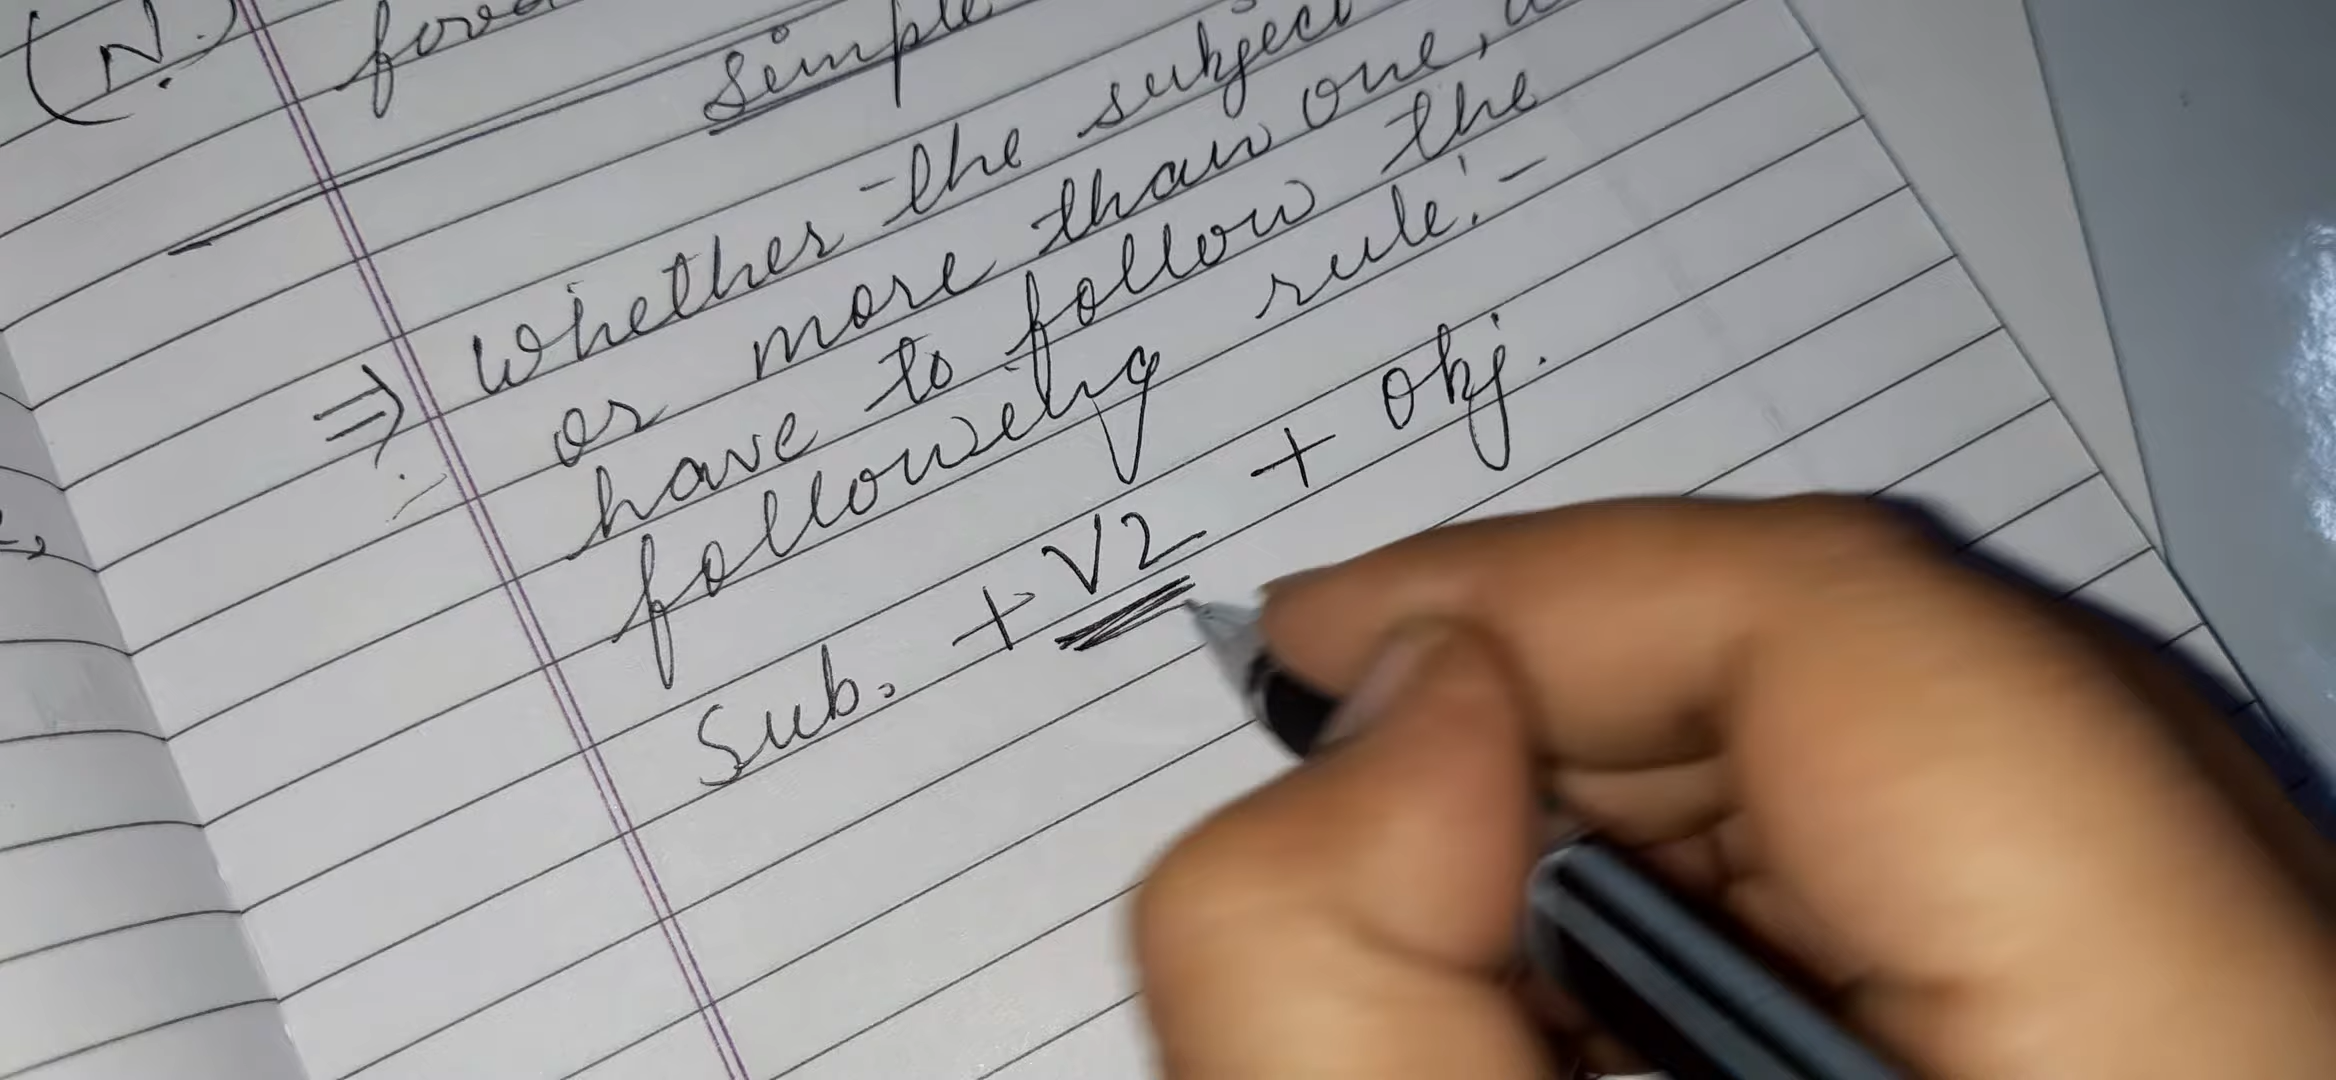 (N.)
Simple
⇒ Whether the subject
or more than one,
have to follow the
following rule:-
Sub. + V2 + Obj.